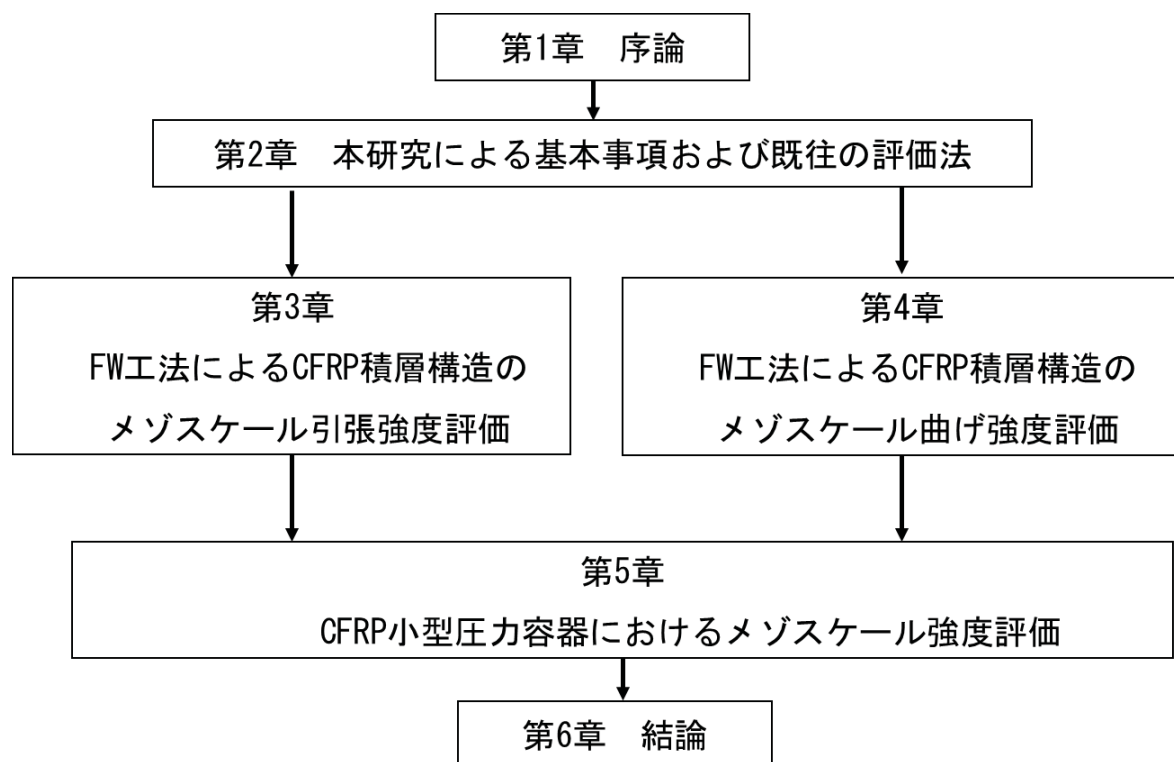 第1章　序論
第2章　本研究による基本事項および既往の評価法
第3章
FW工法によるCFRP積層構造の
メゾスケール引張強度評価
第4章
FW工法によるCFRP積層構造の
メゾスケール曲げ強度評価
第5章
CFRP小型圧力容器におけるメゾスケール強度評価
第6章　結論